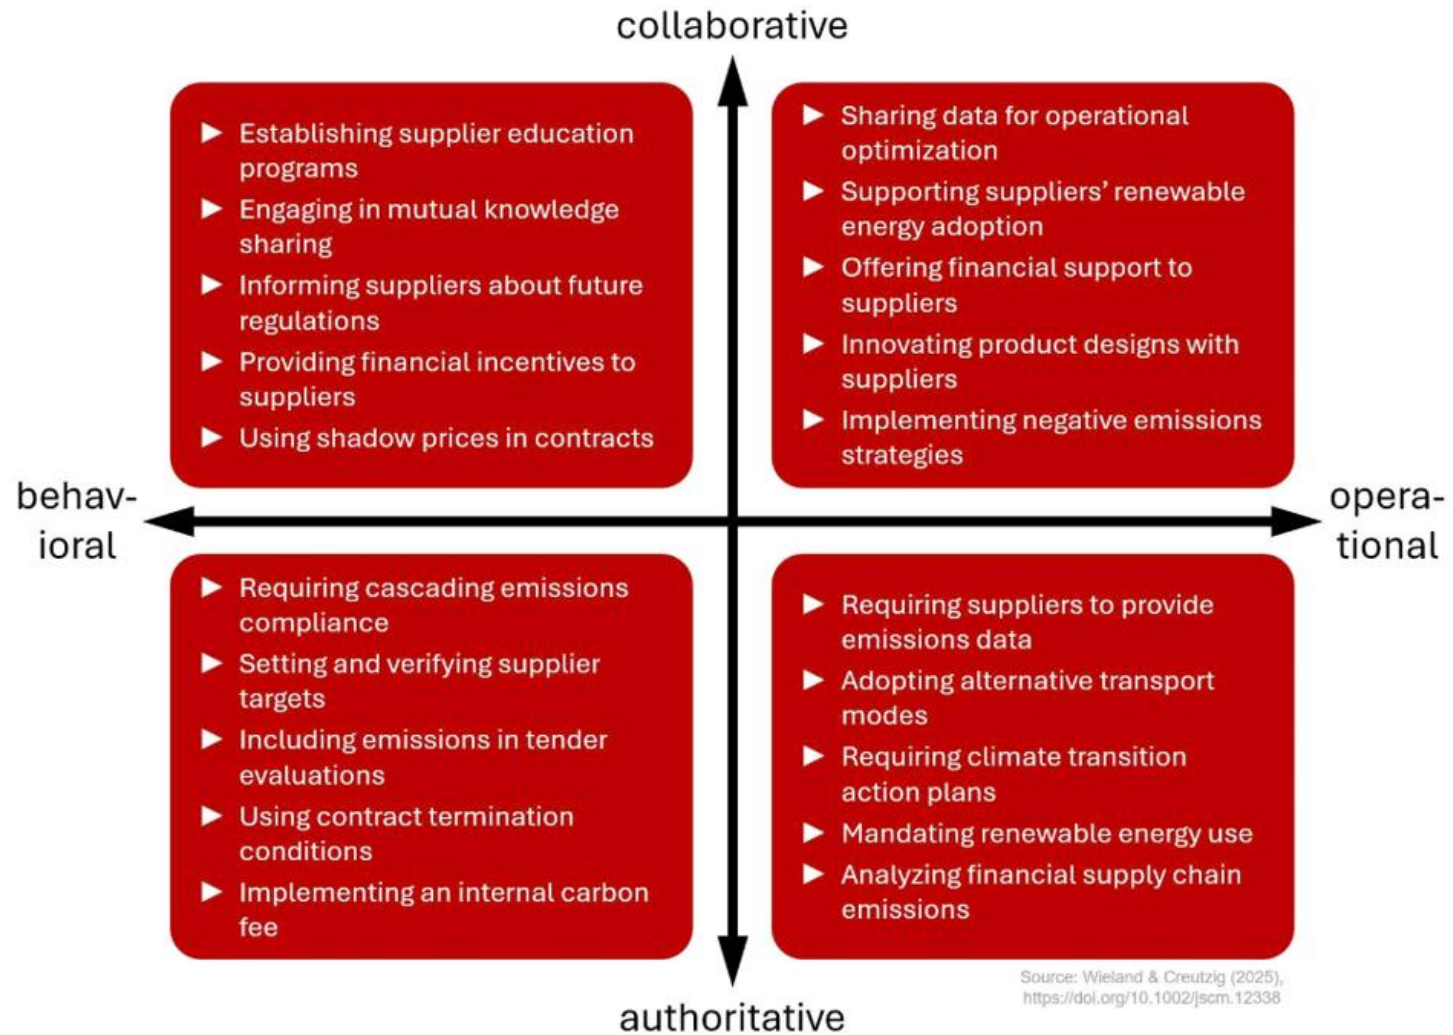 collaborative
► Establishing supplier education
programs
► Engaging in mutual knowledge
sharing
► Informing suppliers about future
regulations
► Providing financial incentives to
suppliers
► Using shadow prices in contracts
► Sharing data for operational
optimization
► Supporting suppliers’ renewable
energy adoption
► Offering financial support to
suppliers
► Innovating product designs with
suppliers
► Implementing negative emissions
strategies
behav-
ioral
opera-
tional
► Requiring cascading emissions
compliance
► Setting and verifying supplier
targets
► Including emissions in tender
evaluations
► Using contract termination
conditions
► Implementing an internal carbon
fee
► Requiring suppliers to provide
emissions data
► Adopting alternative transport
modes
► Requiring climate transition
action plans
► Mandating renewable energy use
► Analyzing financial supply chain
emissions
authoritative
Source: Wieland & Creutzig (2025),
https://doi.org/10.1002/jscm.12338